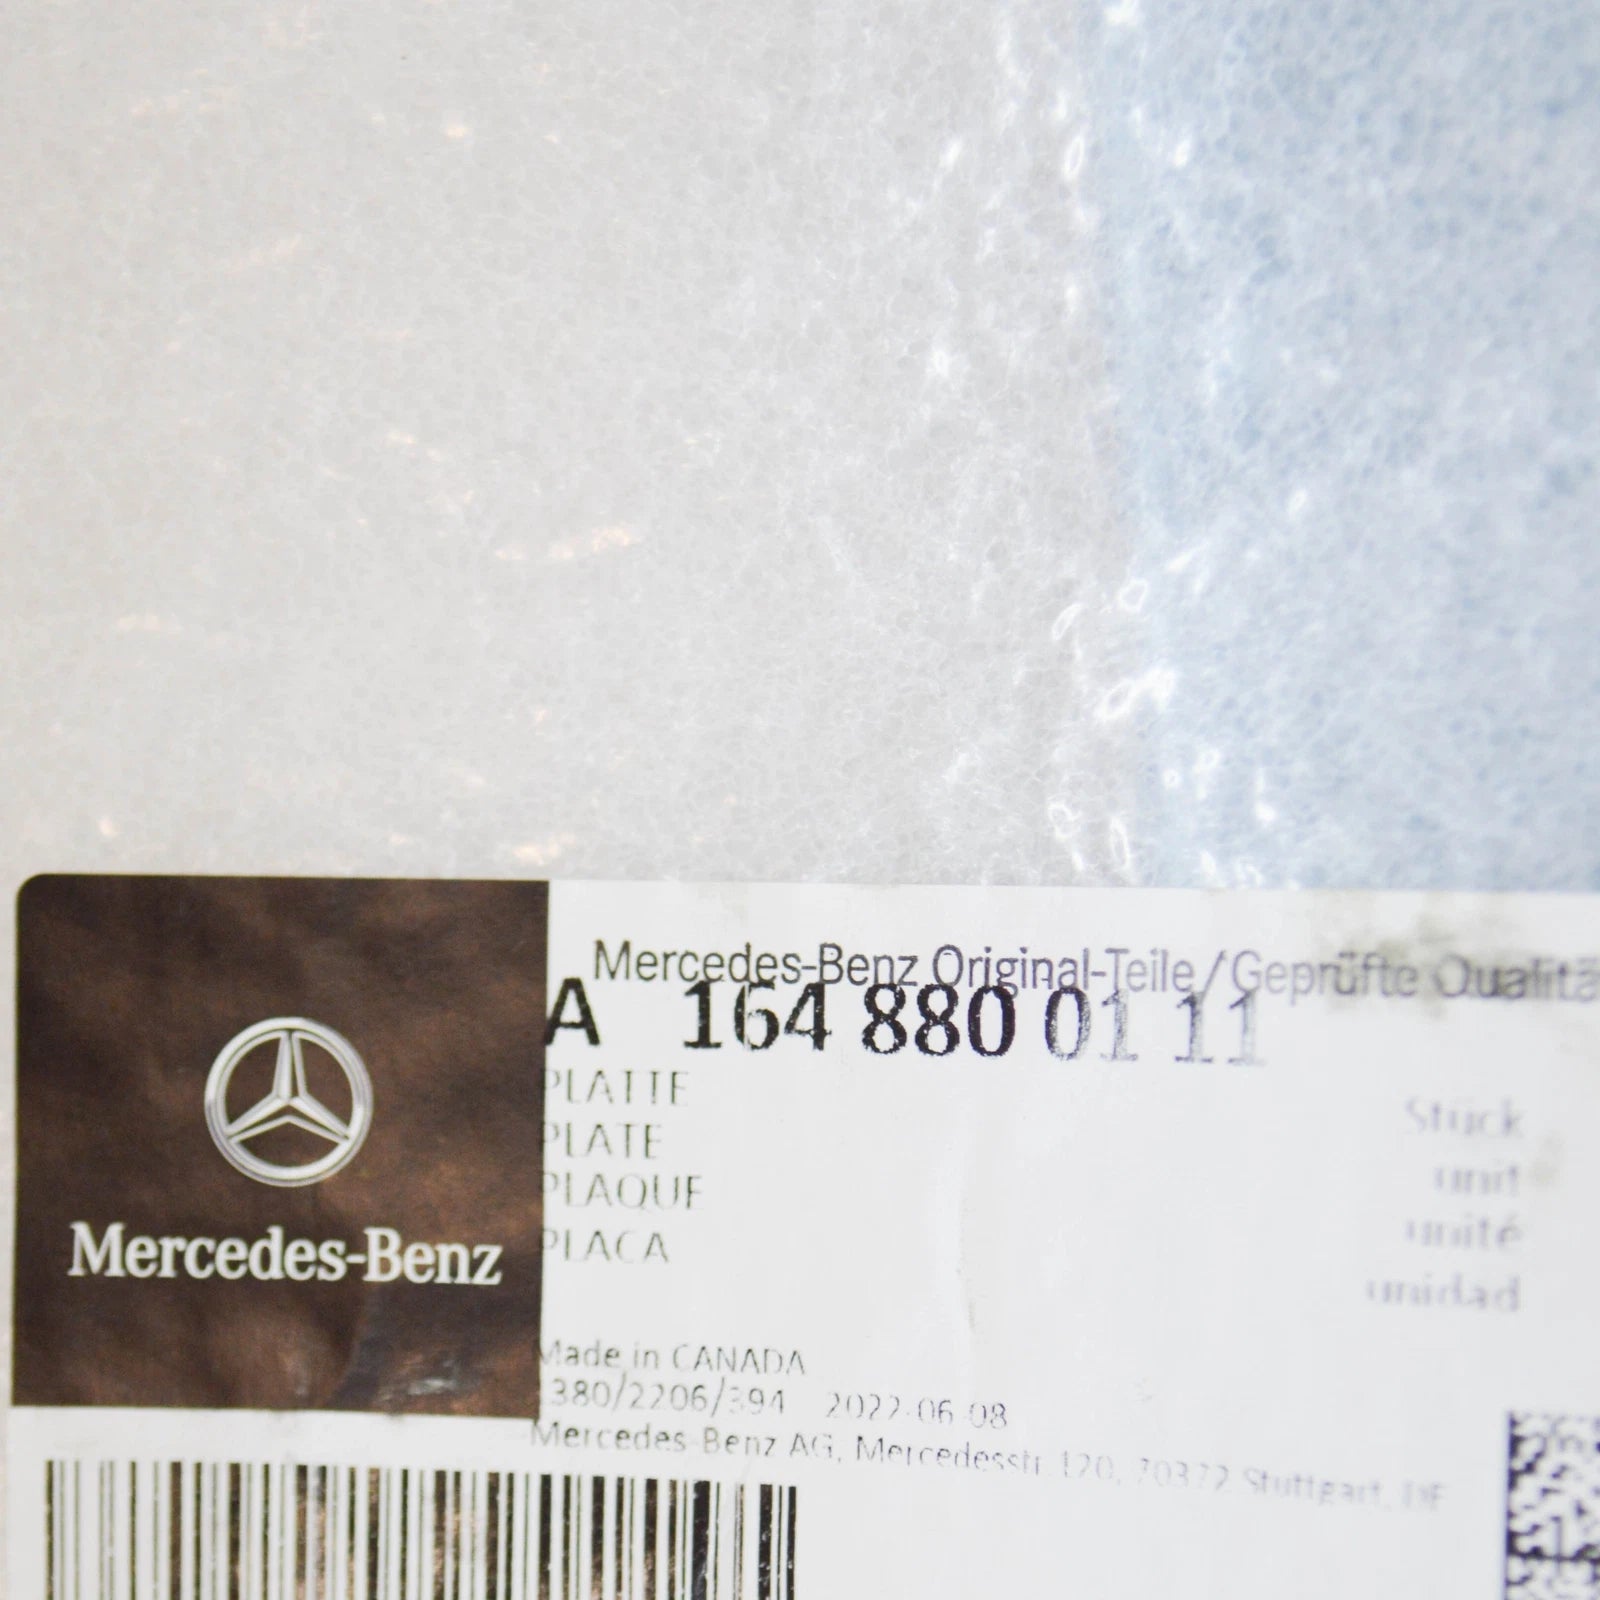 Mercedes-Benz Original-Teile/Geprüfte Qualitä
A 164 880 01 11
PLATTE
PLATE
PLAQUE
PLACA
Stück
unit
unité
unidad
Mercedes-Benz
Made in CANADA
380/2206/394 2022-06-08
Mercedes-Benz AG, Mercedesstr. 120, 70372 Stuttgart, DE